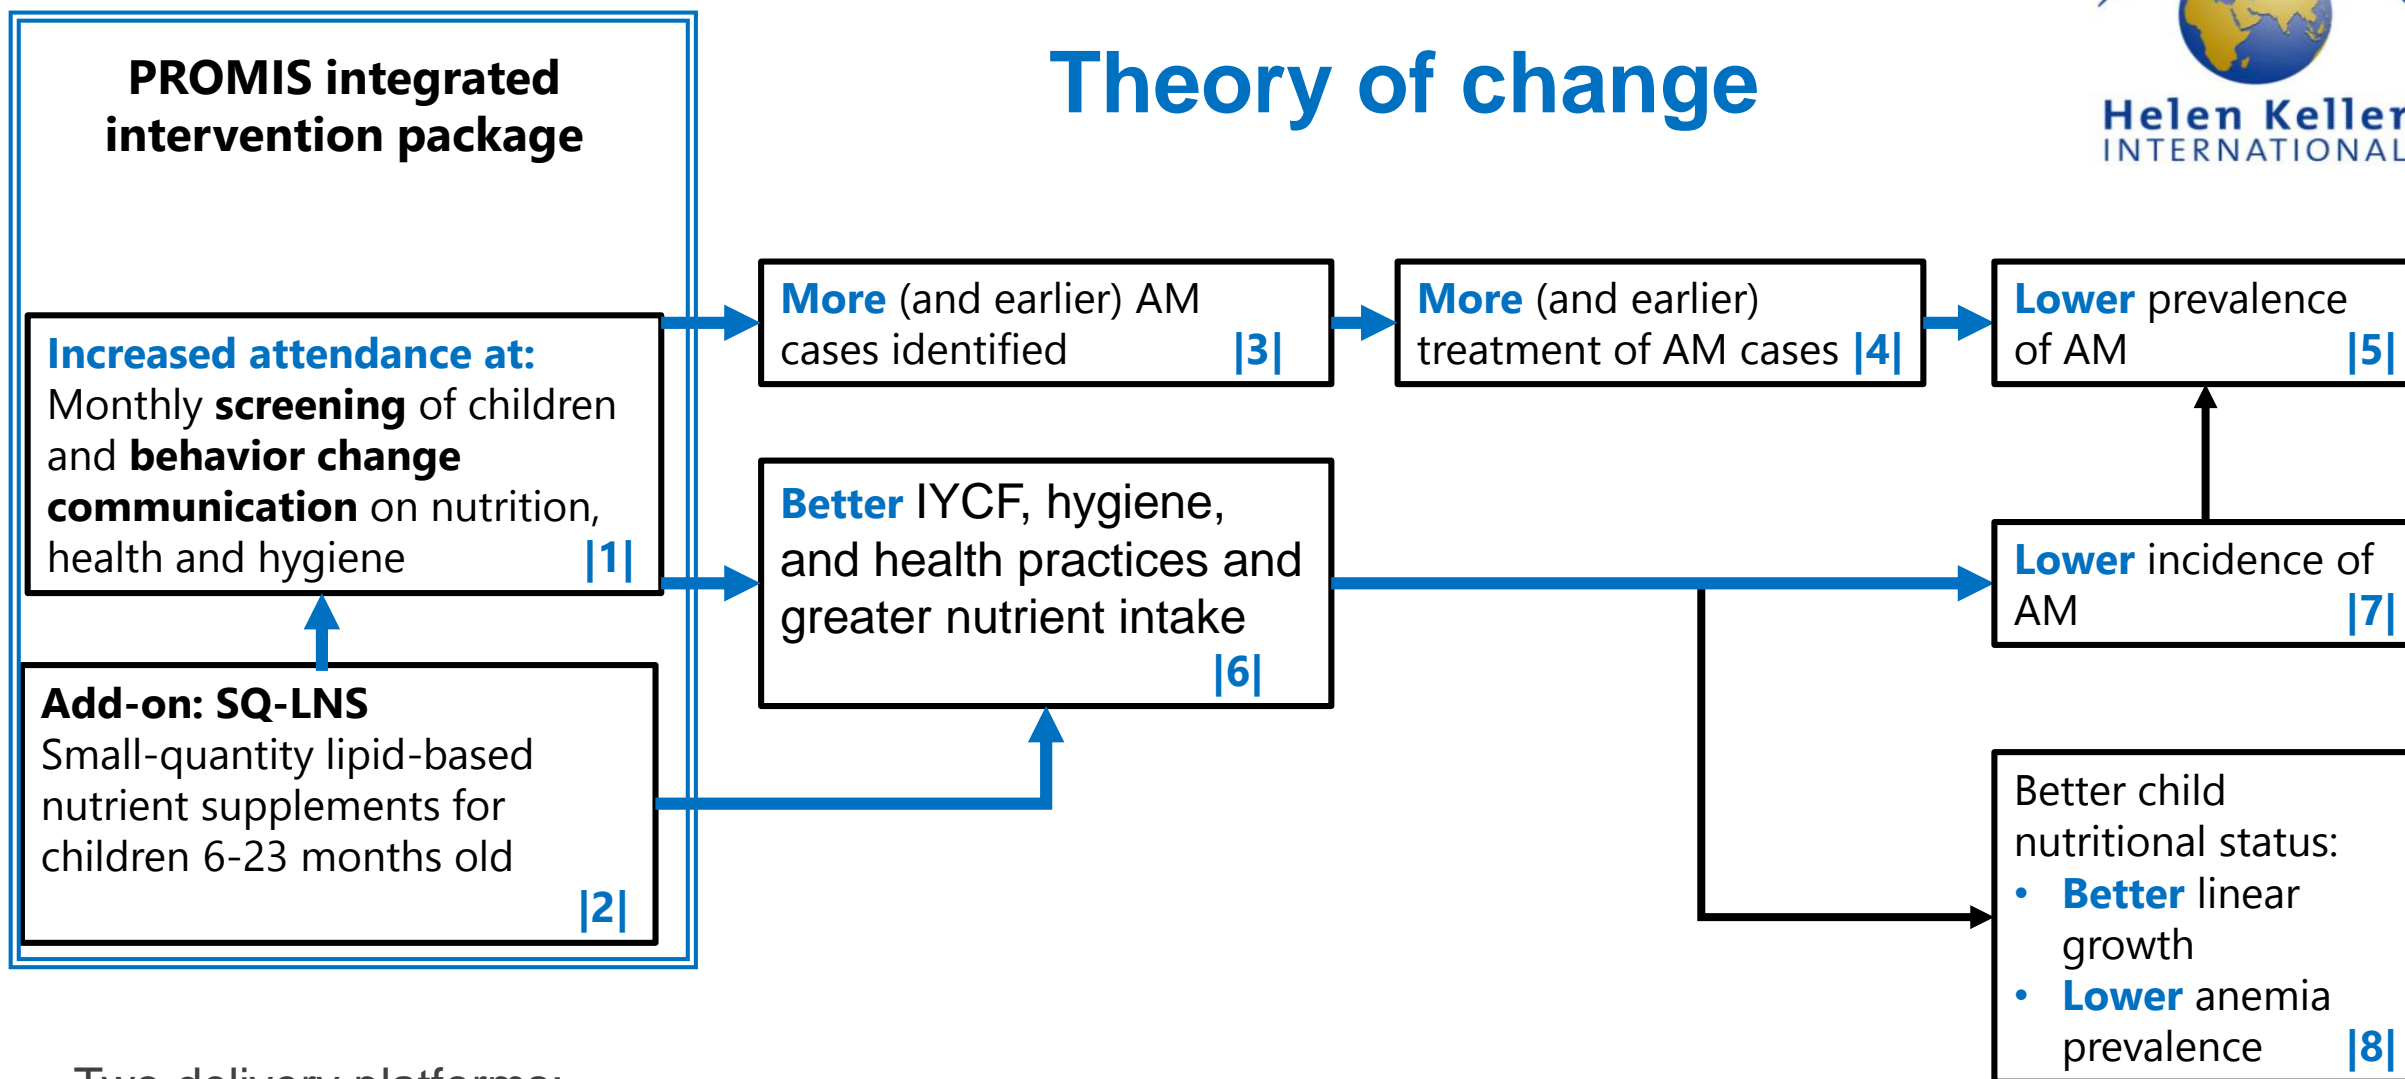 Theory of change
Helen Keller
INTERNATIONAL
PROMIS integrated
intervention package
Increased attendance at:
Monthly screening of children
and behavior change
communication on nutrition,
health and hygiene |1|
Add-on: SQ-LNS
Small-quantity lipid-based
nutrient supplements for
children 6-23 months old
|2|
More (and earlier) AM
cases identified |3|
More (and earlier)
treatment of AM cases |4|
Lower prevalence
of AM |5|
Better IYCF, hygiene,
and health practices and
greater nutrient intake
|6|
Lower incidence of
AM |7|
Better child
nutritional status:
• Better linear
growth
• Lower anemia
prevalence |8|
Two delivery platforms: